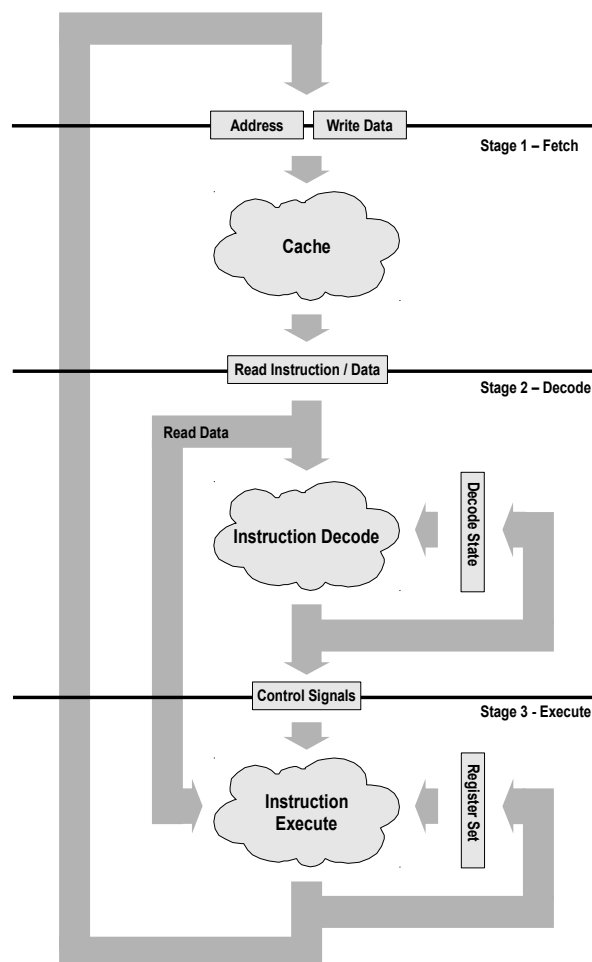 Address
Write Data
Stage 1 – Fetch
Cache
Read Instruction / Data
Stage 2 – Decode
Read Data
Instruction Decode
Decode State
Control Signals
Stage 3 - Execute
Instruction
Execute
Register Set